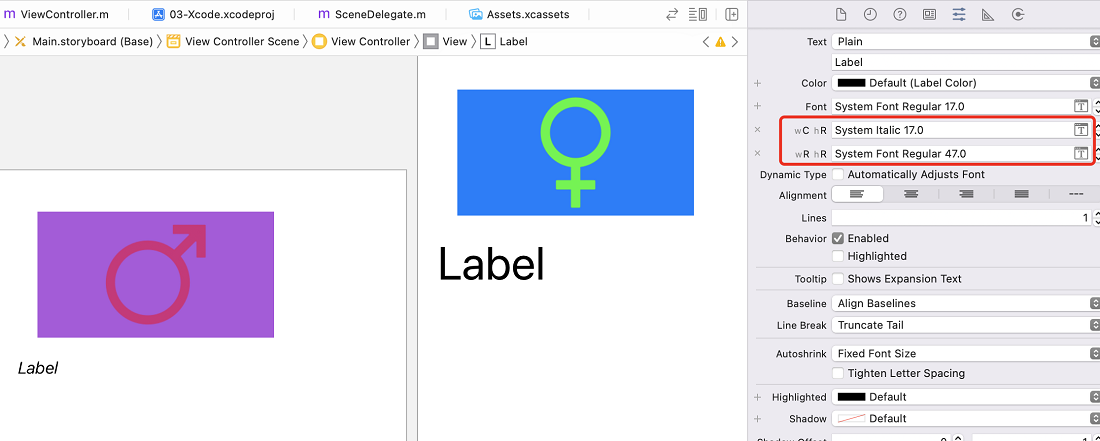 ViewController.m
03-Xcode.xcodeproj
SceneDelegate.m
Assets.xcassets
Main.storyboard (Base)
View Controller Scene
View Controller
View
L
Label
Label
Label
Text Plain
Label
Color Default (Label Color)
Font System Font Regular 17.0
wC hR System Italic 17.0
wR hR System Font Regular 47.0
Dynamic Type Automatically Adjusts Font
Alignment
Lines 1
Behavior Enabled
Highlighted
Tooltip Shows Expansion Text
Baseline Align Baselines
Line Break Truncate Tail
Autoshrink Fixed Font Size
Tighten Letter Spacing
Highlighted Default
Shadow Default